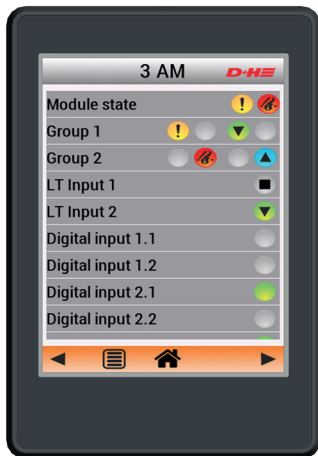 3 AM D+H
Module state
Group 1
Group 2
LT Input 1
LT Input 2
Digital input 1.1
Digital input 1.2
Digital input 2.1
Digital input 2.2